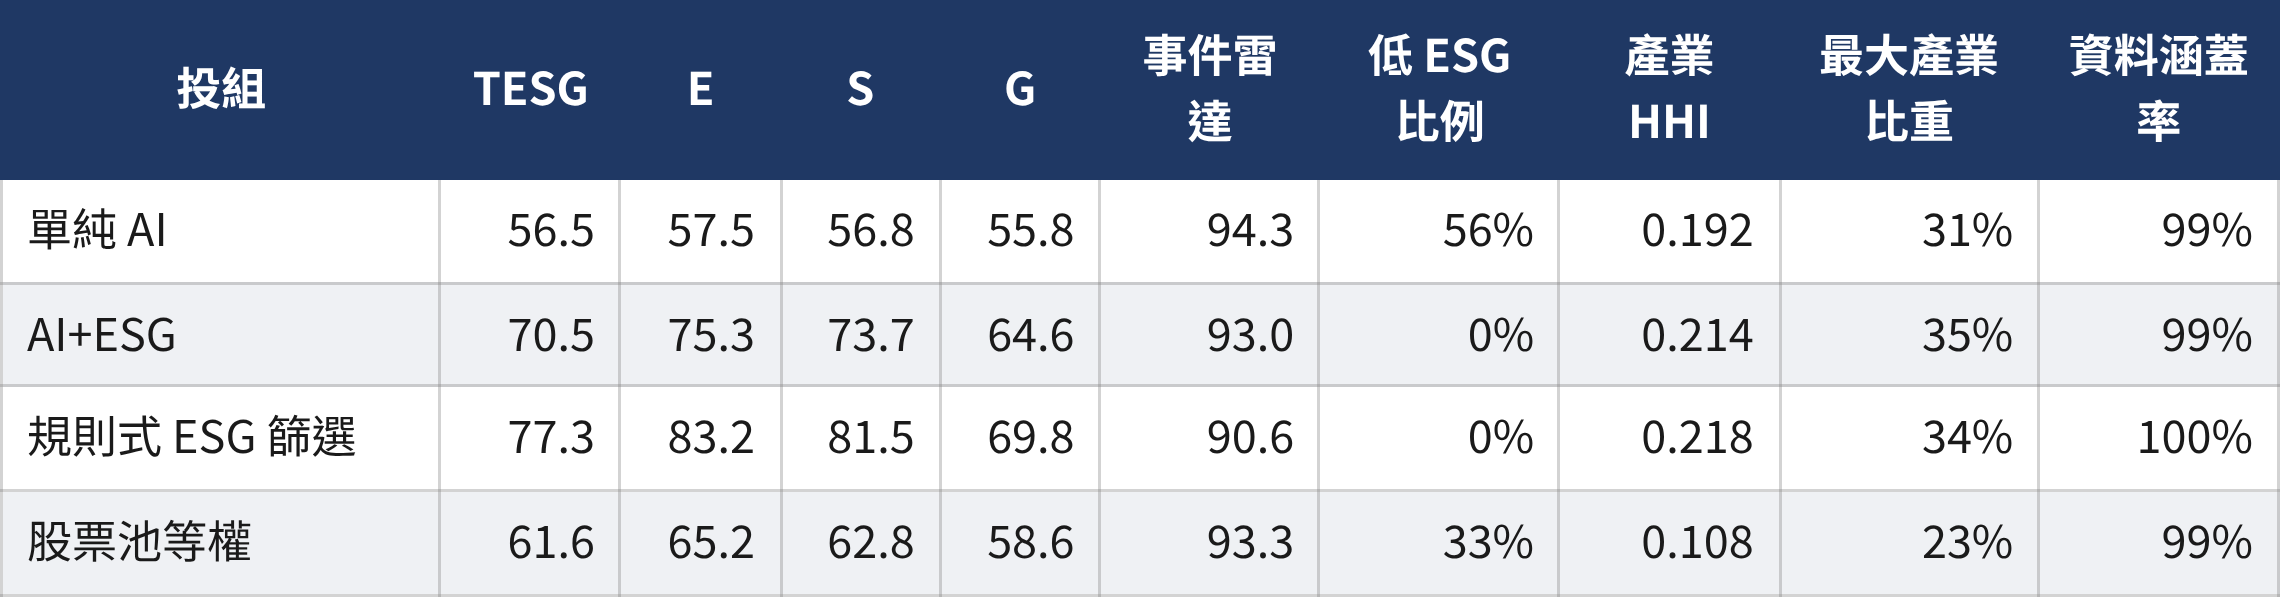 投組 TESG E S G 事件雷達 低 ESG 比例 產業 HHI 最大產業比重 資料涵蓋率
單純 AI 56.5 57.5 56.8 55.8 94.3 56% 0.192 31% 99%
AI+ESG 70.5 75.3 73.7 64.6 93.0 0% 0.214 35% 99%
規則式 ESG 篩選 77.3 83.2 81.5 69.8 90.6 0% 0.218 34% 100%
股票池等權 61.6 65.2 62.8 58.6 93.3 33% 0.108 23% 99%